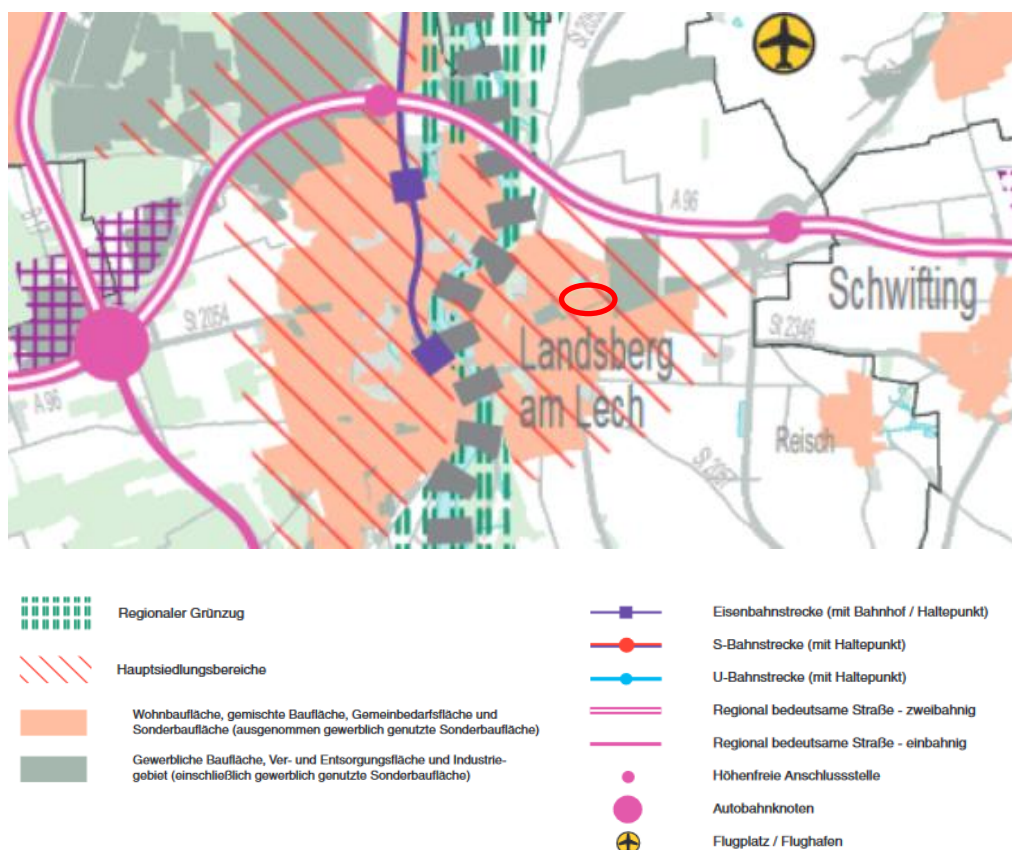 St 2054
A 96
Schwifting
St 2054
St 2346
Landsberg
am Lech
A 96
Reisch
Regionaler Grünzug
Hauptsiedlungsbereiche
Wohnbaufläche, gemischte Baufläche, Gemeinbedarfsfläche und
Sonderbaufläche (ausgenommen gewerblich genutzte Sonderbaufläche)
Gewerbliche Baufläche, Ver- und Entsorgungsfläche und Industrie-
gebiet (einschließlich gewerblich genutzte Sonderbaufläche)
Eisenbahnstrecke (mit Bahnhof / Haltepunkt)
S-Bahnstrecke (mit Haltepunkt)
U-Bahnstrecke (mit Haltepunkt)
Regional bedeutsame Straße - zweibahnig
Regional bedeutsame Straße - einbahnig
Höhenfreie Anschlussstelle
Autobahnknoten
Flugplatz / Flughafen